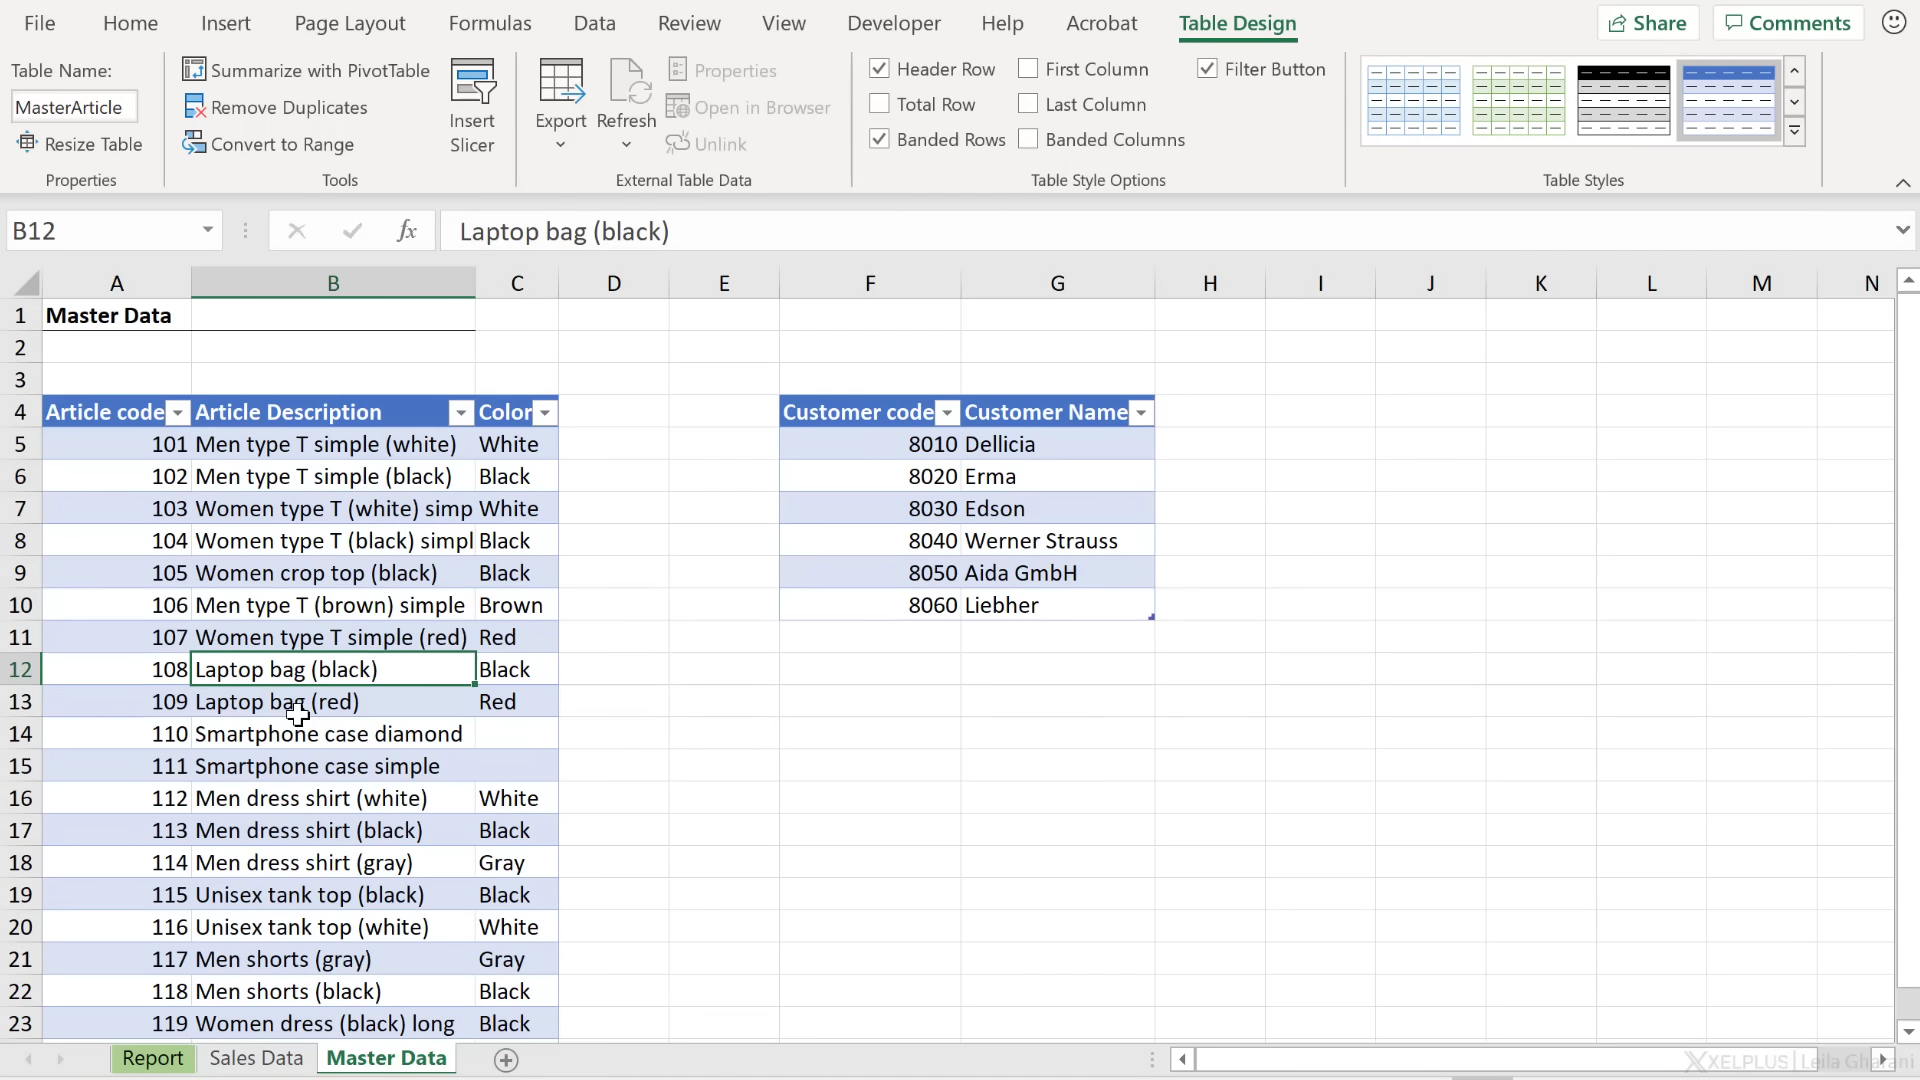 File Home Insert Page Layout Formulas Data Review View Developer Help Acrobat Table Design Share Comments
Table Name:
MasterArticle
Resize Table
Properties
Summarize with PivotTable
Remove Duplicates
Convert to Range
Tools
Insert
Slicer
Export
Refresh
Properties
Open in Browser
Unlink
External Table Data
Header Row First Column Filter Button
Total Row Last Column
Banded Rows Banded Columns
Table Style Options
Table Styles
B12 fx Laptop bag (black)
A B C D E F G H I J K L M N
1 Master Data
2
3
4 Article code Article Description Color Customer code Customer Name
5 101 Men type T simple (white) White 8010 Dellicia
6 102 Men type T simple (black) Black 8020 Erma
7 103 Women type T (white) simp White 8030 Edson
8 104 Women type T (black) simpl Black 8040 Werner Strauss
9 105 Women crop top (black) Black 8050 Aida GmbH
10 106 Men type T (brown) simple Brown 8060 Liebher
11 107 Women type T simple (red) Red
12 108 Laptop bag (black) Black
13 109 Laptop bag (red) Red
14 110 Smartphone case diamond
15 111 Smartphone case simple
16 112 Men dress shirt (white) White
17 113 Men dress shirt (black) Black
18 114 Men dress shirt (gray) Gray
19 115 Unisex tank top (black) Black
20 116 Unisex tank top (white) White
21 117 Men shorts (gray) Gray
22 118 Men shorts (black) Black
23 119 Women dress (black) long Black
Report Sales Data Master Data
XELPLUS | Leila Gharani